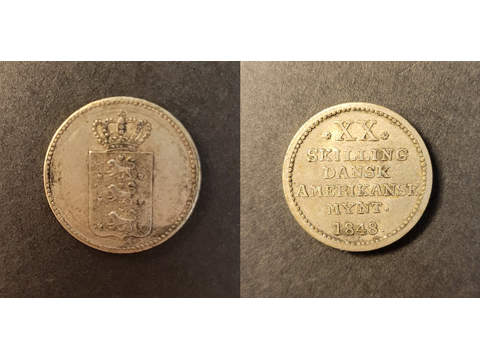 XX
SKILLING
DANSK
AMERIKANSK
MYNT.
1848.